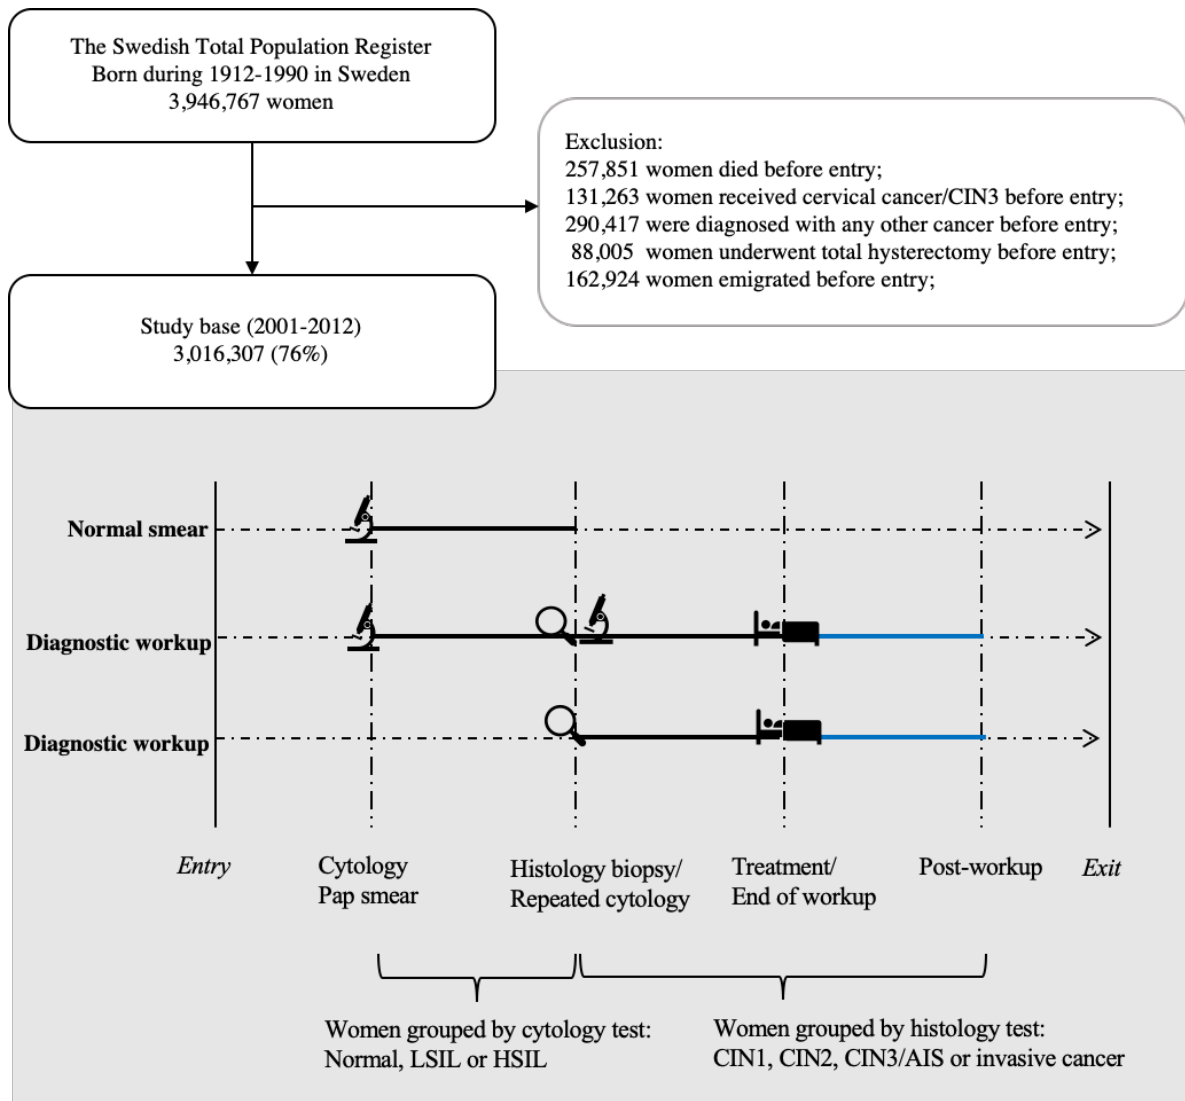 The Swedish Total Population Register
Born during 1912-1990 in Sweden
3,946,767 women
Exclusion:
257,851 women died before entry;
131,263 women received cervical cancer/CIN3 before entry;
290,417 were diagnosed with any other cancer before entry;
88,005 women underwent total hysterectomy before entry;
162,924 women emigrated before entry;
Study base (2001-2012)
3,016,307 (76%)
Normal smear
Diagnostic workup
Diagnostic workup
Entry
Cytology
Pap smear
Histology biopsy/
Repeated cytology
Treatment/
End of workup
Post-workup
Exit
Women grouped by cytology test:
Normal, LSIL or HSIL
Women grouped by histology test:
CIN1, CIN2, CIN3/AIS or invasive cancer